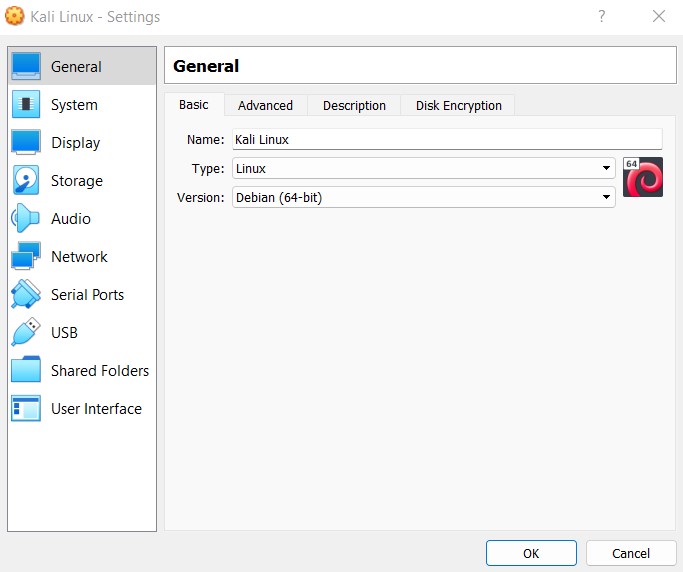 Kali Linux - Settings
?
General
System
Display
Storage
Audio
Network
Serial Ports
USB
Shared Folders
User Interface
General
Basic Advanced Description Disk Encryption
Name: Kali Linux
Type: Linux
64
Version: Debian (64-bit)
OK Cancel